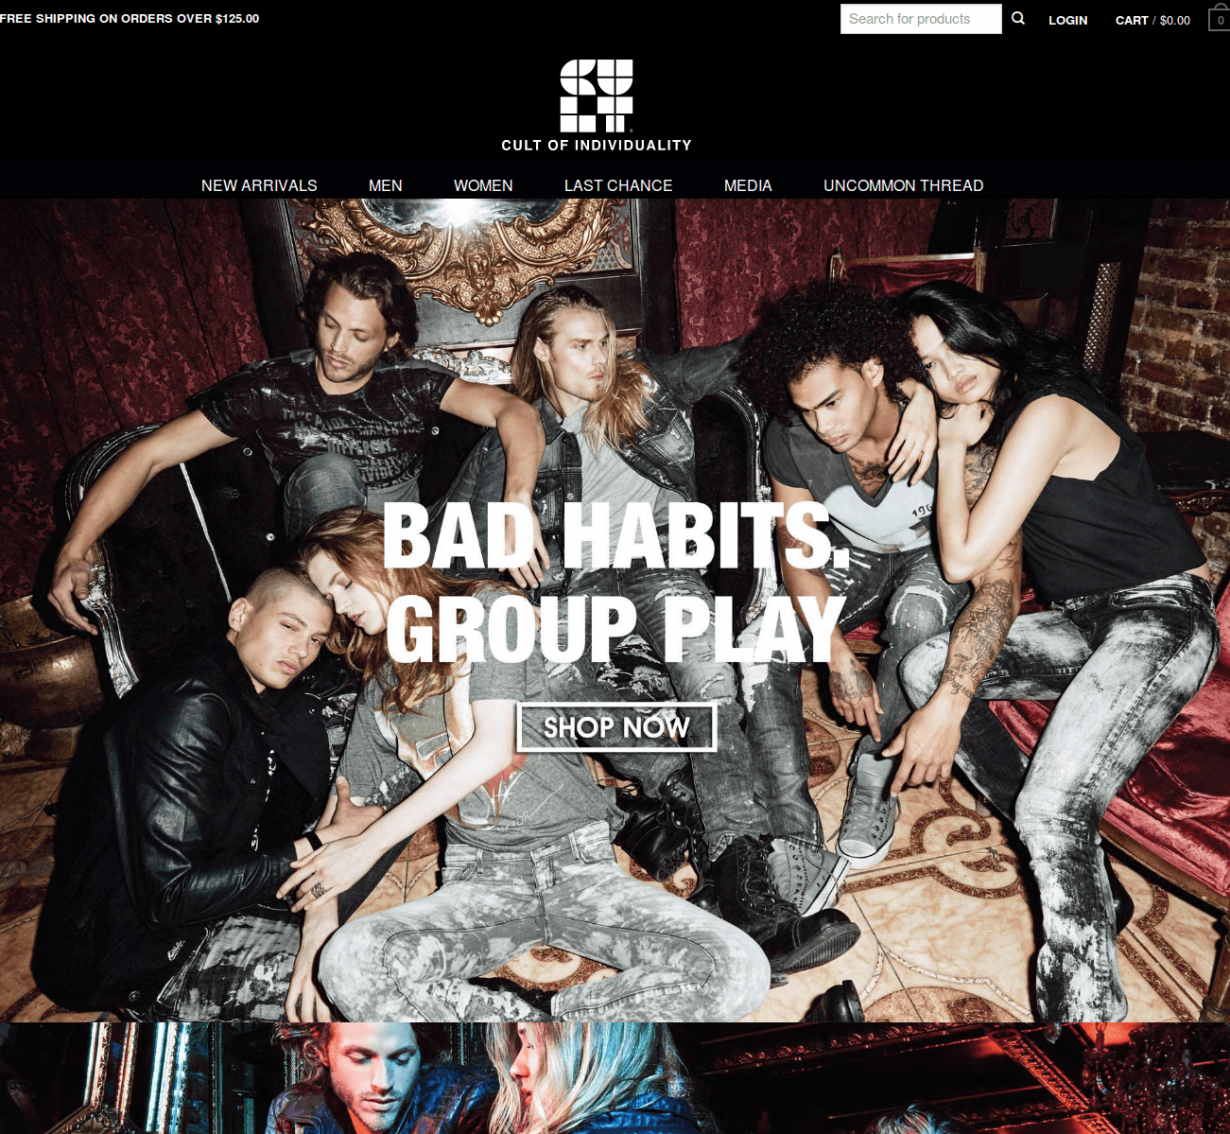 FREE SHIPPING ON ORDERS OVER $125.00
Search for products
LOGIN
CART / $0.00
0
CULT
CULT OF INDIVIDUALITY
NEW ARRIVALS
MEN
WOMEN
LAST CHANCE
MEDIA
UNCOMMON THREAD
BAD HABITS.
GROUP PLAY
SHOP NOW